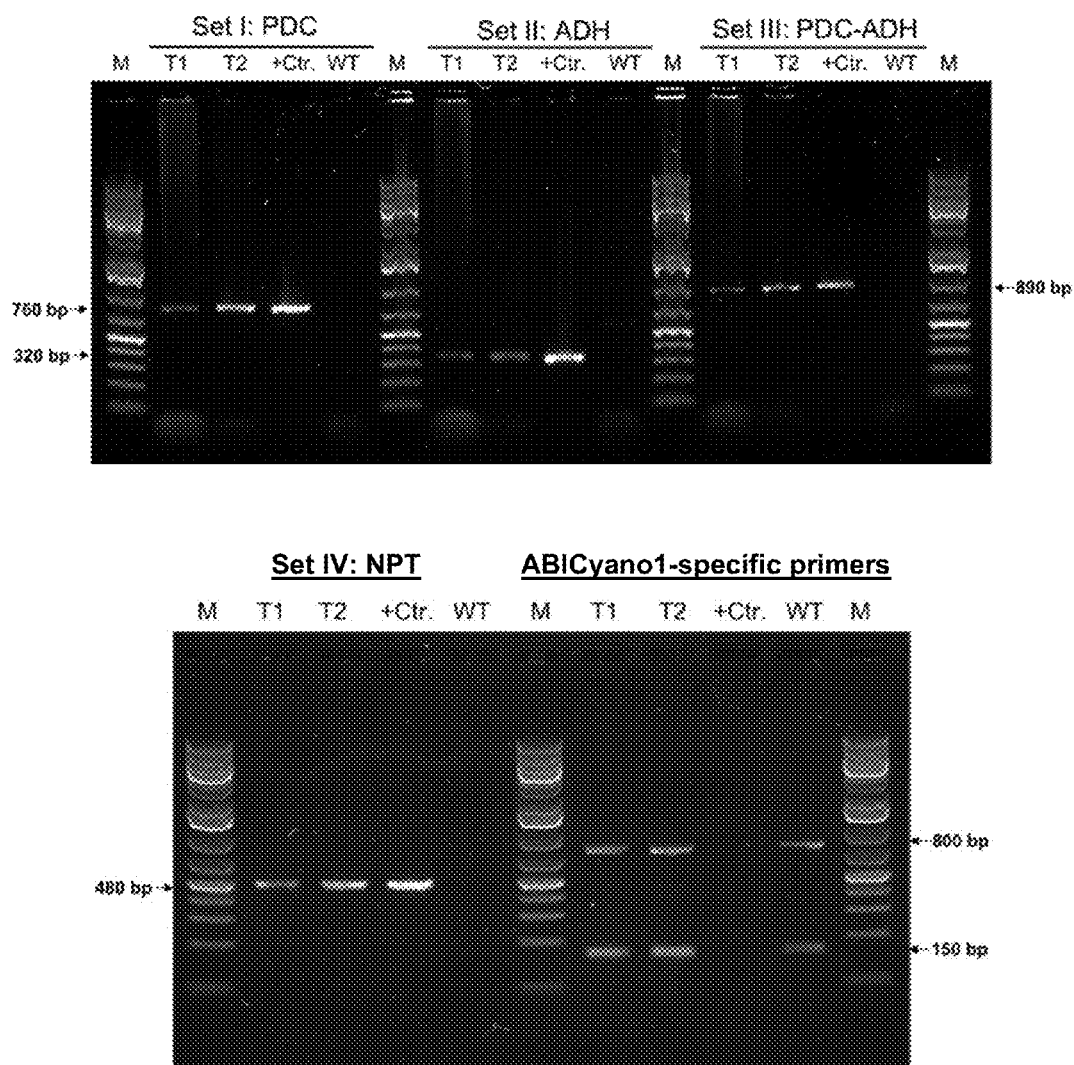 Set I: PDC Set II: ADH Set III: PDC-ADH
M T1 T2 +Ctr. WT M T1 T2 +Ctr. WT M T1 T2 +Ctr. WT M
760 bp
320 bp
890 bp
Set IV: NPT ABICyano1-specific primers
M T1 T2 +Ctr. WT M T1 T2 +Ctr. WT M
480 bp
800 bp
150 bp